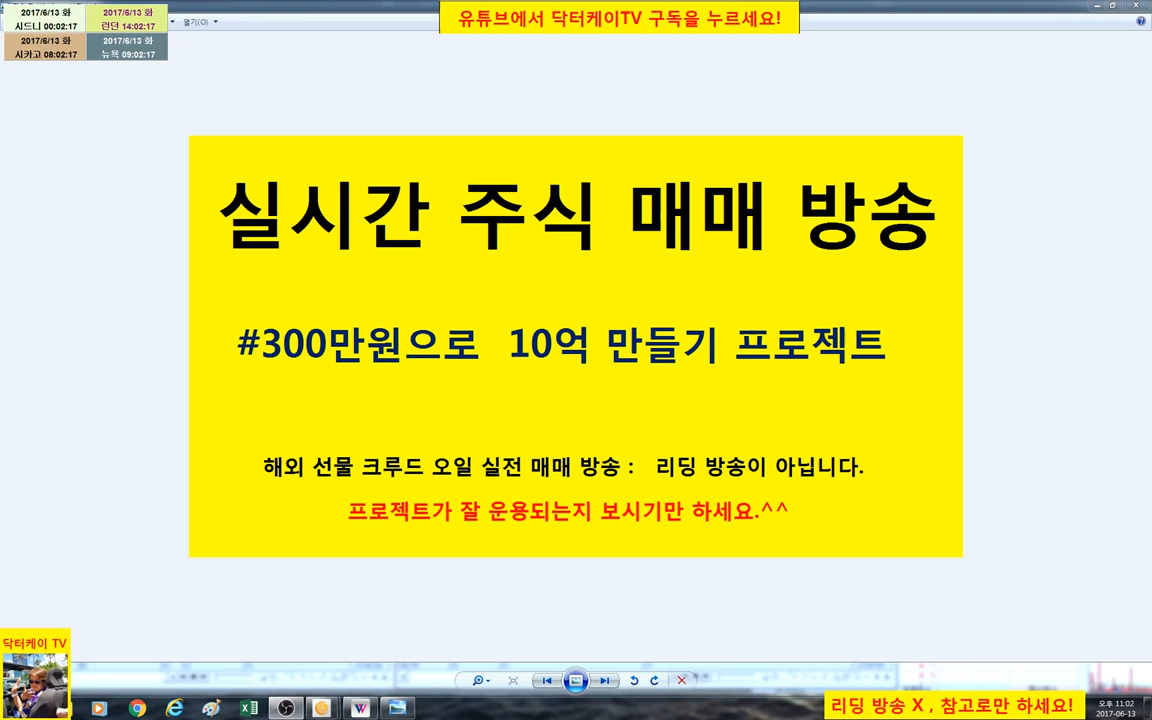 2017/6/13 화
시드니 00:02:17
2017/6/13 화
런던 14:02:17
2017/6/13 화
시카고 08:02:17
2017/6/13 화
뉴욕 09:02:17
열기(O)
유튜브에서 닥터케이TV 구독을 누르세요!
실시간 주식 매매 방송
#300만원으로 10억 만들기 프로젝트
해외 선물 크루드 오일 실전 매매 방송 : 리딩 방송이 아닙니다.
프로젝트가 잘 운용되는지 보시기만 하세요.^^
닥터케이 TV
리딩 방송 X , 참고로만 하세요!
오후 11:02
2017-06-13